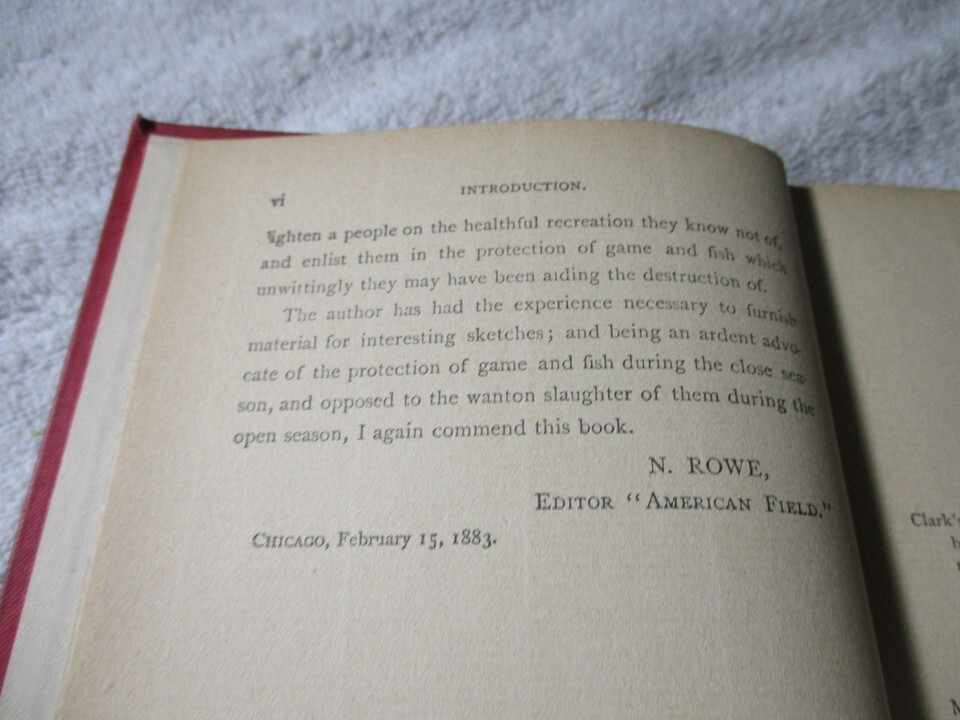 vi
INTRODUCTION.
lighten a people on the healthful recreation they know not of,
and enlist them in the protection of game and fish which
unwittingly they may have been aiding the destruction of.
The author has had the experience necessary to furnish
material for interesting sketches; and being an ardent advo-
cate of the protection of game and fish during the close sea-
son, and opposed to the wanton slaughter of them during the
open season, I again commend this book.
N. ROWE,
EDITOR "AMERICAN FIELD."
CHICAGO, February 15, 1883.
Clark's